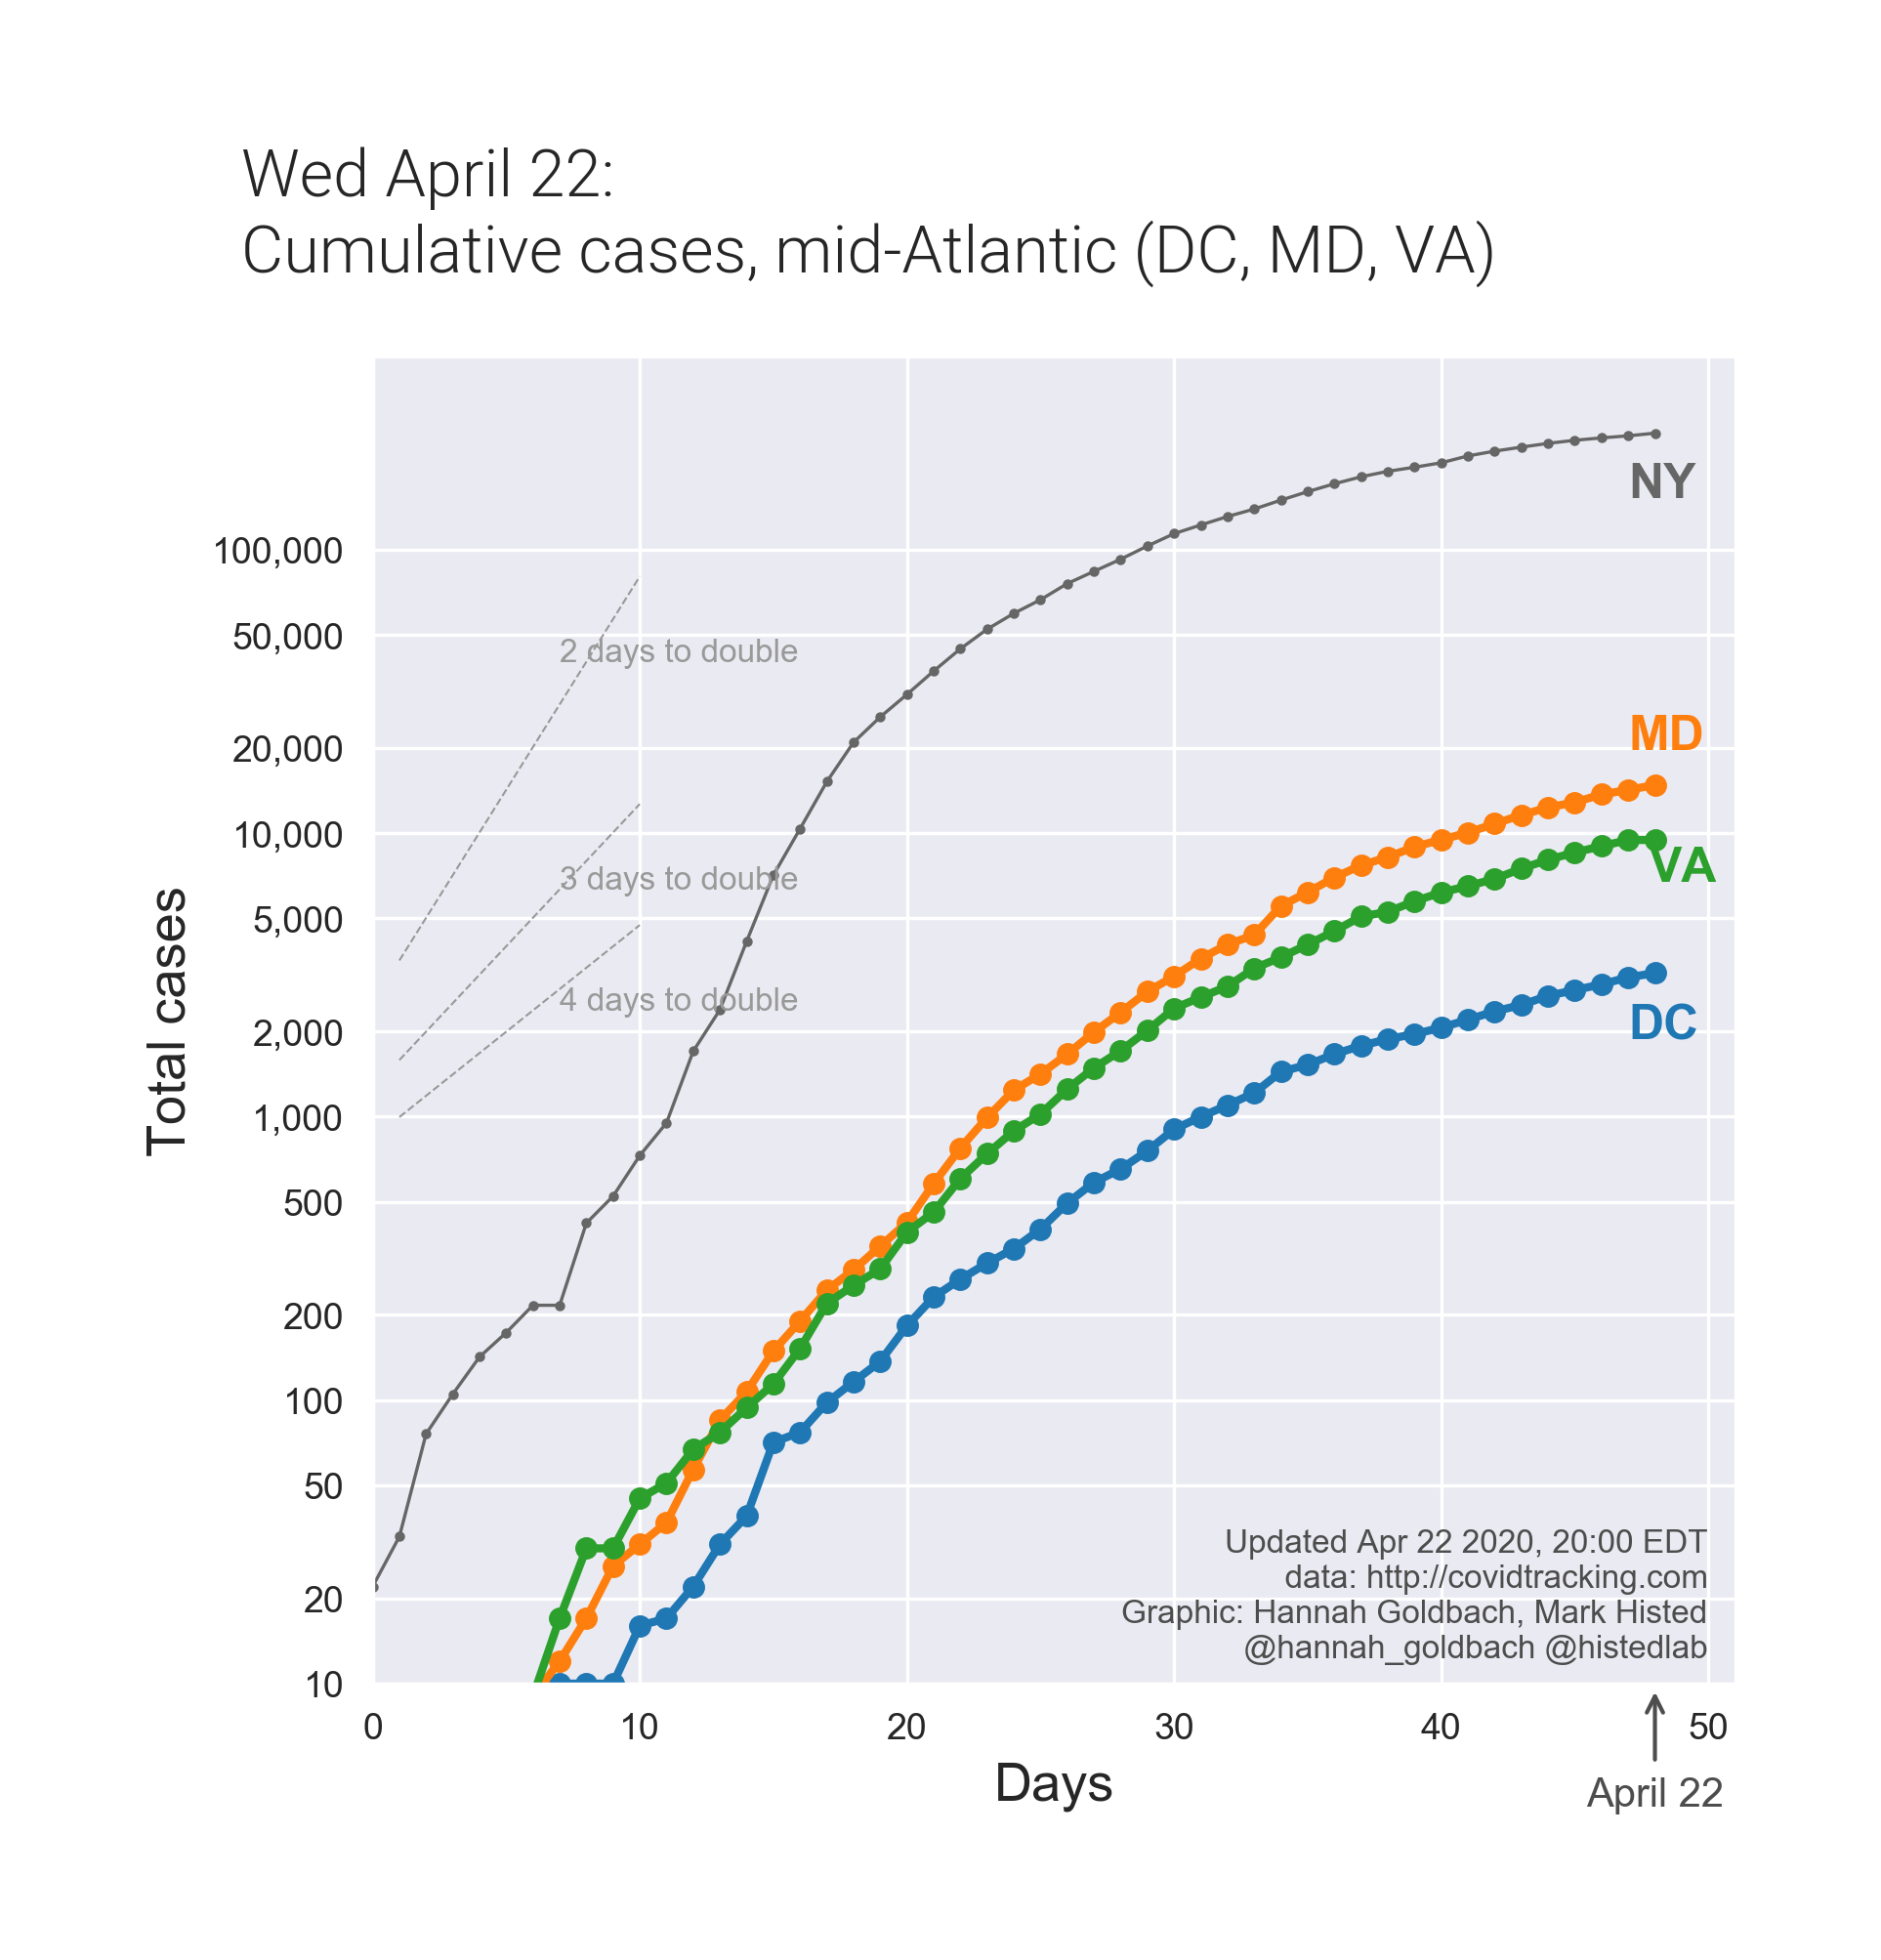 Wed April 22:
Cumulative cases, mid-Atlantic (DC, MD, VA)
NY
100,000
50,000
2 days to double
MD
20,000
10,000
VA
3 days to double
5,000
4 days to double
2,000
DC
Total cases
1,000
500
200
100
50
20
10
Updated Apr 22 2020, 20:00 EDT
data: http://covidtracking.com
Graphic: Hannah Goldbach, Mark Histed
@hannah_goldbach @histedlab
0 10 20 30 40 50
Days
April 22